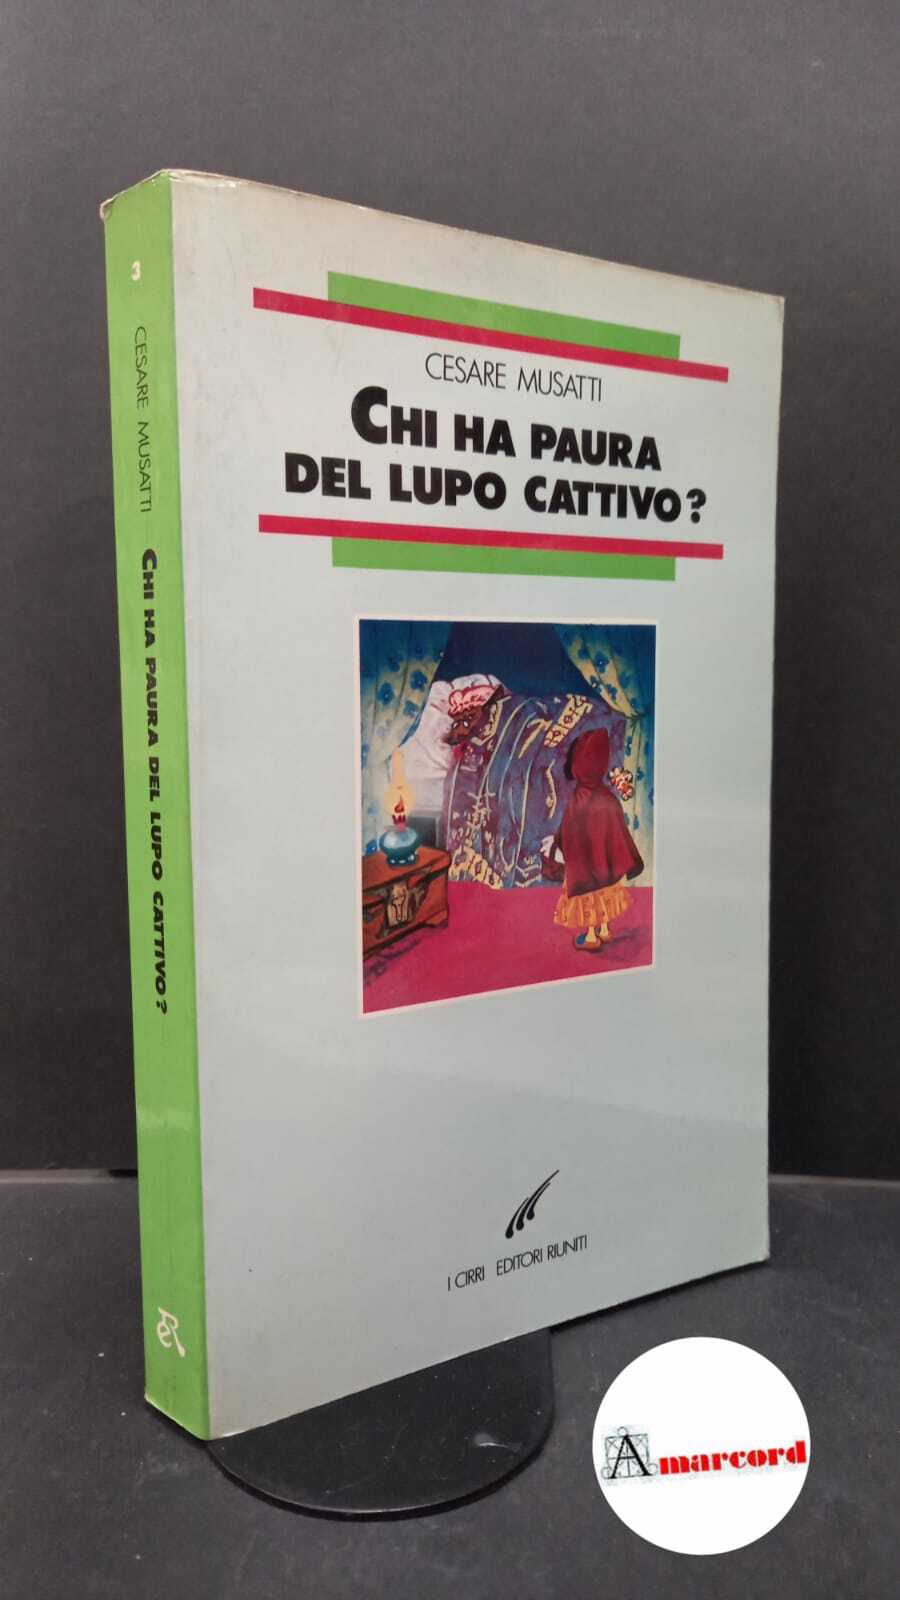 3
CESARE MUSATTI
CHI HA PAURA DEL LUPO CATTIVO?
CESARE MUSATTI
CHI HA PAURA
DEL LUPO CATTIVO?
I CIRRI EDITORI RIUNITI
Amarcord